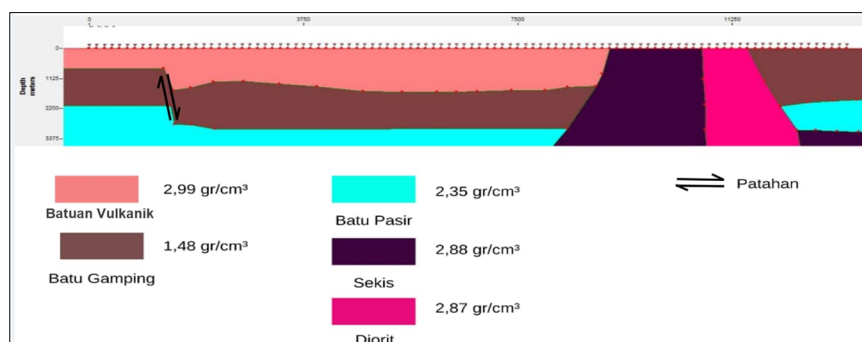 0 3750 7500 11250
Depth
meters
0
1125
2250
3375
2,99 gr/cm³ 2,35 gr/cm³ Patahan
Batuan Vulkanik Batu Pasir
1,48 gr/cm³ 2,88 gr/cm³
Batu Gamping Sekis
2,87 gr/cm³
Diorit